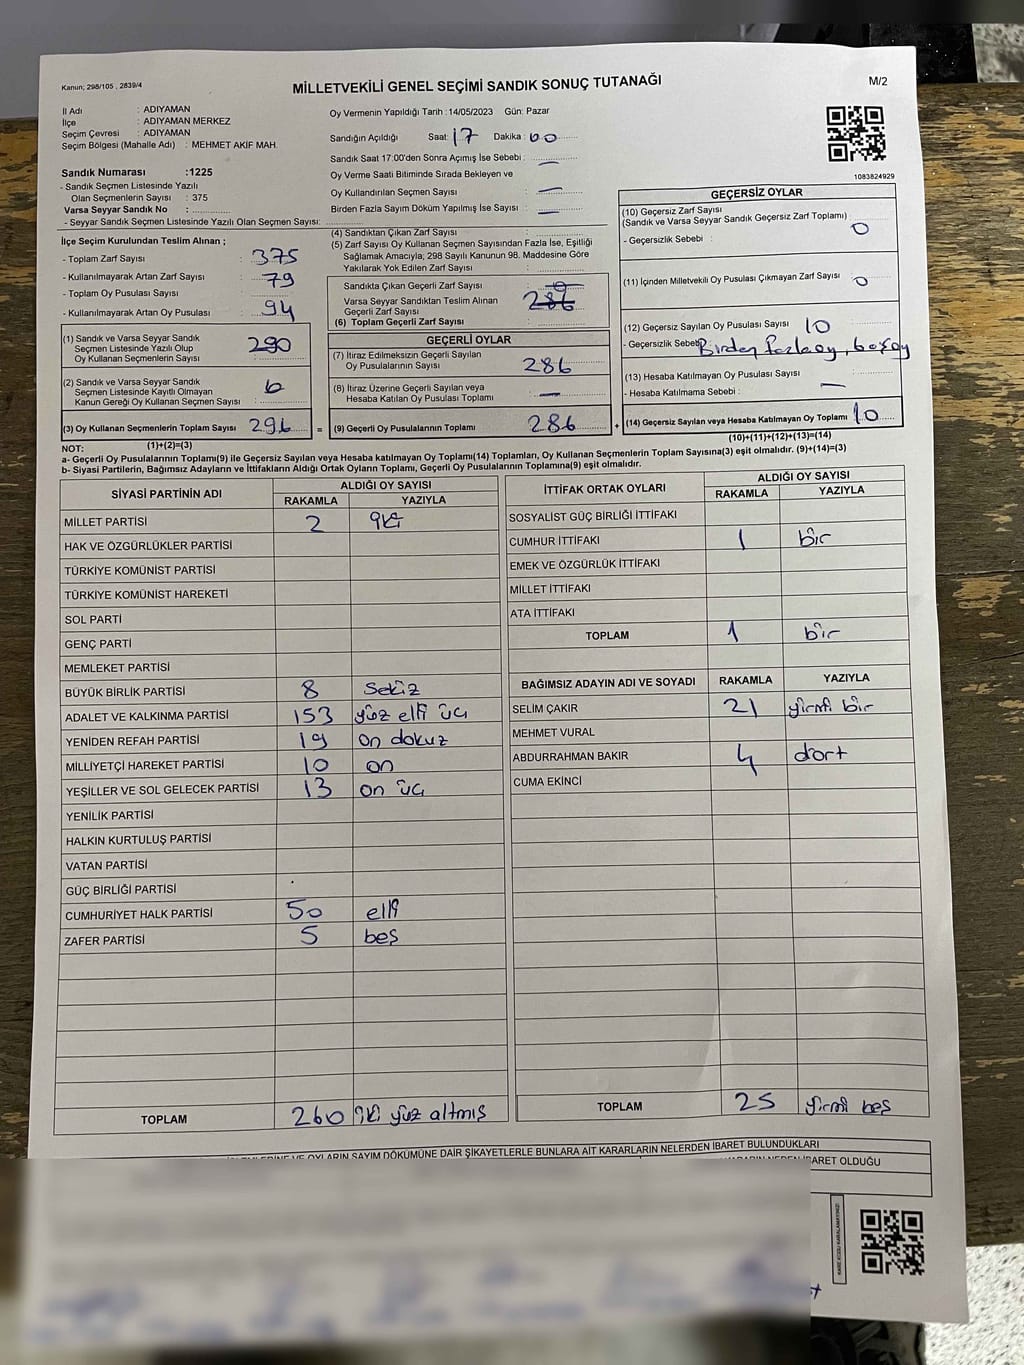 Kanun; 298/105 , 2839/4
MİLLETVEKİLİ GENEL SEÇİMİ SANDIK SONUÇ TUTANAĞI
M/2
İl Adı : ADIYAMAN
İlçe : ADIYAMAN MERKEZ
Seçim Çevresi : ADIYAMAN
Seçim Bölgesi (Mahalle Adı) : MEHMET AKİF MAH.
Sandık Numarası :1225
- Sandık Seçmen Listesinde Yazılı
Olan Seçmenlerin Sayısı : 375
Varsa Seyyar Sandık No :
- Seyyar Sandık Seçmen Listesinde Yazılı Olan Seçmen Sayısı:
Oy Vermenin Yapıldığı Tarih :14/05/2023 Gün: Pazar
Sandığın Açıldığı Saat: 17 Dakika : 00
Sandık Saat 17:00'den Sonra Açımış İse Sebebi : —
Oy Verme Saati Bitiminde Sırada Bekleyen ve
Oy Kullandırılan Seçmen Sayısı : —
Birden Fazla Sayım Döküm Yapılmış İse Sayısı : —
1083824929
İlçe Seçim Kurulundan Teslim Alınan ;
- Toplam Zarf Sayısı : 375
- Kullanılmayarak Artan Zarf Sayısı : 79
- Toplam Oy Pusulası Sayısı :
- Kullanılmayarak Artan Oy Pusulası : 94
(1) Sandık ve Varsa Seyyar Sandık
Seçmen Listesinde Yazılı Olup
Oy Kullanan Seçmenlerin Sayısı : 290
(2) Sandık ve Varsa Seyyar Sandık
Seçmen Listesinde Kayıtlı Olmayan
Kanun Gereği Oy Kullanan Seçmen Sayısı : 6
(3) Oy Kullanan Seçmenlerin Toplam Sayısı : 296
(1)+(2)=(3)
(4) Sandıktan Çıkan Zarf Sayısı :
(5) Zarf Sayısı Oy Kullanan Seçmen Sayısından Fazla İse, Eşitliği
Sağlamak Amacıyla; 298 Sayılı Kanunun 98. Maddesine Göre
Yakılarak Yok Edilen Zarf Sayısı :
Sandıkta Çıkan Geçerli Zarf Sayısı : 0
Varsa Seyyar Sandıktan Teslim Alınan
Geçerli Zarf Sayısı : 286
(6) Toplam Geçerli Zarf Sayısı :
GEÇERLİ OYLAR
(7) İtiraz Edilmeksizin Geçerli Sayılan
Oy Pusulalarının Sayısı : 286
(8) İtiraz Üzerine Geçerli Sayılan veya
Hesaba Katılan Oy Pusulası Toplamı : —
= (9) Geçerli Oy Pusulalarının Toplamı : 286
GEÇERSİZ OYLAR
(10) Geçersiz Zarf Sayısı
(Sandık ve Varsa Seyyar Sandık Geçersiz Zarf Toplamı) : 0
- Geçersizlik Sebebi :
(11) İçinden Milletvekili Oy Pusulası Çıkmayan Zarf Sayısı : 0
(12) Geçersiz Sayılan Oy Pusulası Sayısı : 10
- Geçersizlik Sebebi Birden fazla oy, boş oy
(13) Hesaba Katılmayan Oy Pusulası Sayısı :
- Hesaba Katılmama Sebebi : —
+ (14) Geçersiz Sayılan veya Hesaba Katılmayan Oy Toplamı : 10
(10)+(11)+(12)+(13)=(14)
NOT:
a- Geçerli Oy Pusulalarının Toplamı(9) ile Geçersiz Sayılan veya Hesaba Katılmayan Oy Toplamı(14) Toplamları, Oy Kullanan Seçmenlerin Toplam Sayısına(3) eşit olmalıdır. (9)+(14)=(3)
b- Siyasi Partilerin, Bağımsız Adayların ve İttifakların Aldığı Ortak Oyların Toplamı, Geçerli Oy Pusulalarının Toplamına(9) eşit olmalıdır.
SİYASİ PARTİNİN ADI ALDIĞI OY SAYISI
RAKAMLA YAZIYLA
MİLLET PARTİSİ 2 iki
HAK VE ÖZGÜRLÜKLER PARTİSİ
TÜRKİYE KOMÜNİST PARTİSİ
TÜRKİYE KOMÜNİST HAREKETİ
SOL PARTİ
GENÇ PARTİ
MEMLEKET PARTİSİ
BÜYÜK BİRLİK PARTİSİ 8 sekiz
ADALET VE KALKINMA PARTİSİ 153 yüz elli üç
YENİDEN REFAH PARTİSİ 19 on dokuz
MİLLİYETÇİ HAREKET PARTİSİ 10 on
YEŞİLLER VE SOL GELECEK PARTİSİ 13 on üç
YENİLİK PARTİSİ
HALKIN KURTULUŞ PARTİSİ
VATAN PARTİSİ
GÜÇ BİRLİĞİ PARTİSİ
CUMHURİYET HALK PARTİSİ 50 elli
ZAFER PARTİSİ 5 beş
TOPLAM 260 iki yüz altmış
İTTİFAK ORTAK OYLARI ALDIĞI OY SAYISI
RAKAMLA YAZIYLA
SOSYALİST GÜÇ BİRLİĞİ İTTİFAKI
CUMHUR İTTİFAKI 1 bir
EMEK VE ÖZGÜRLÜK İTTİFAKI
MİLLET İTTİFAKI
ATA İTTİFAKI
TOPLAM 1 bir
BAĞIMSIZ ADAYIN ADI VE SOYADI RAKAMLA YAZIYLA
SELİM ÇAKIR 21 yirmi bir
MEHMET VURAL
ABDURRAHMAN BAKIR 4 dört
CUMA EKİNCİ
TOPLAM 25 yirmi beş
VE OYLARIN SAYIM DÖKÜMÜNE DAİR ŞİKAYETLERLE BUNLARA AİT KARARLARIN NELERDEN İBARET BULUNDUKLARI
İBARET OLDUĞU